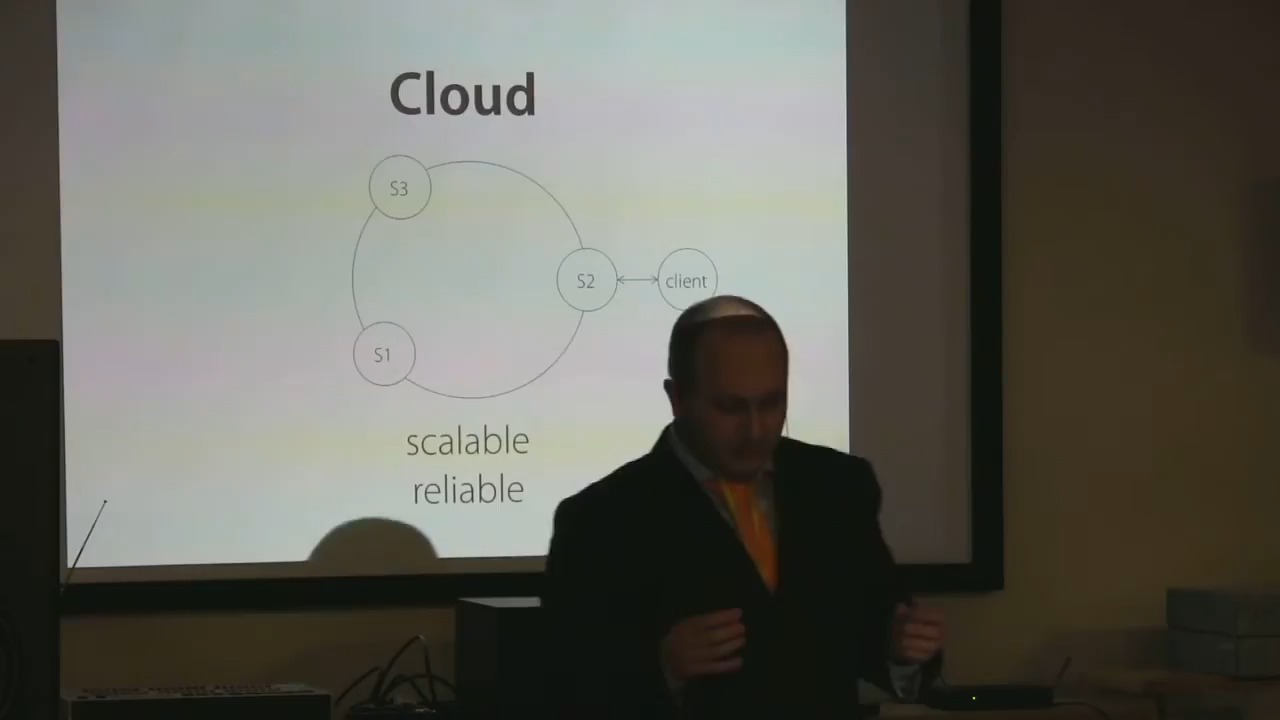 Cloud
S3
S2
client
S1
scalable
reliable